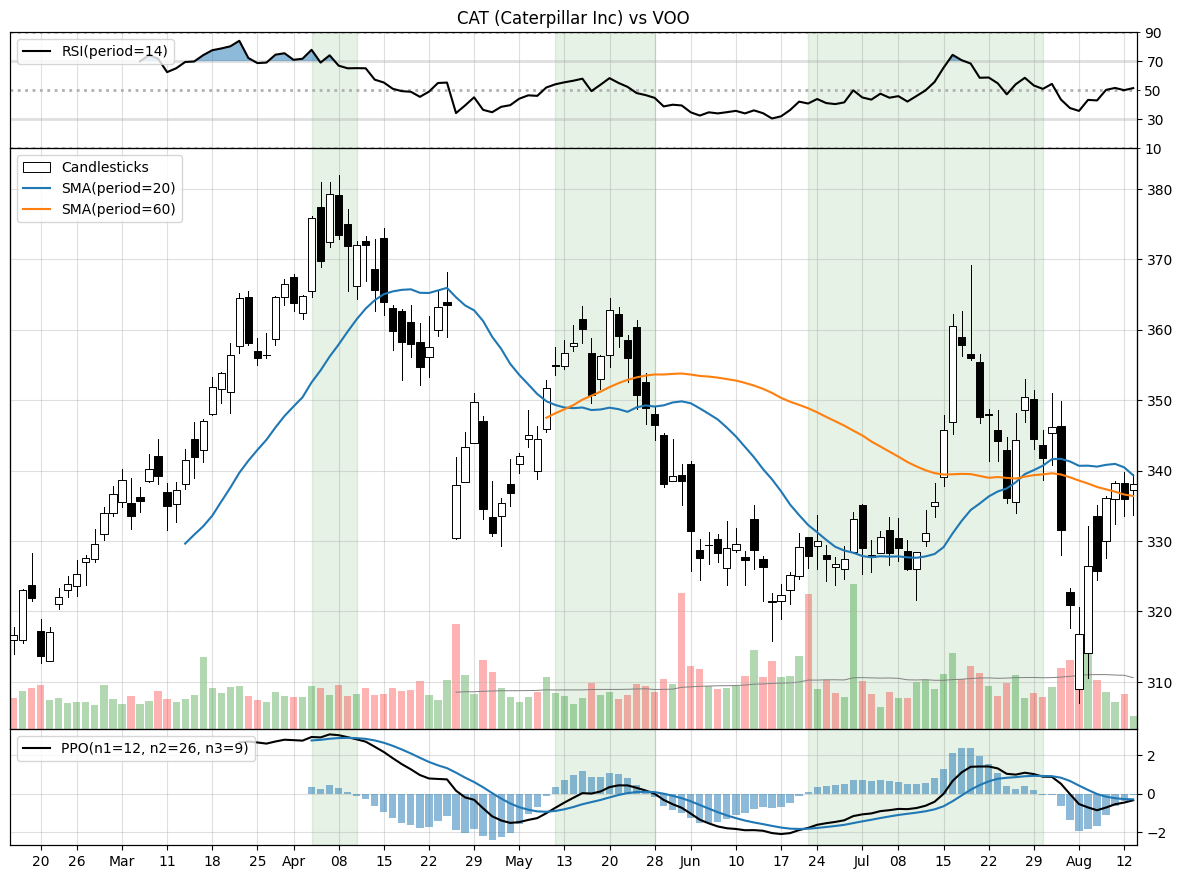 CAT (Caterpillar Inc) vs VOO
RSI(period=14)
90
70
50
30
10
Candlesticks
SMA(period=20)
SMA(period=60)
380
370
360
350
340
330
320
310
PPO(n1=12, n2=26, n3=9)
2
0
−2
20 26 Mar 11 18 25 Apr 08 15 22 29 May 13 20 28 Jun 10 17 24 Jul 08 15 22 29 Aug 12